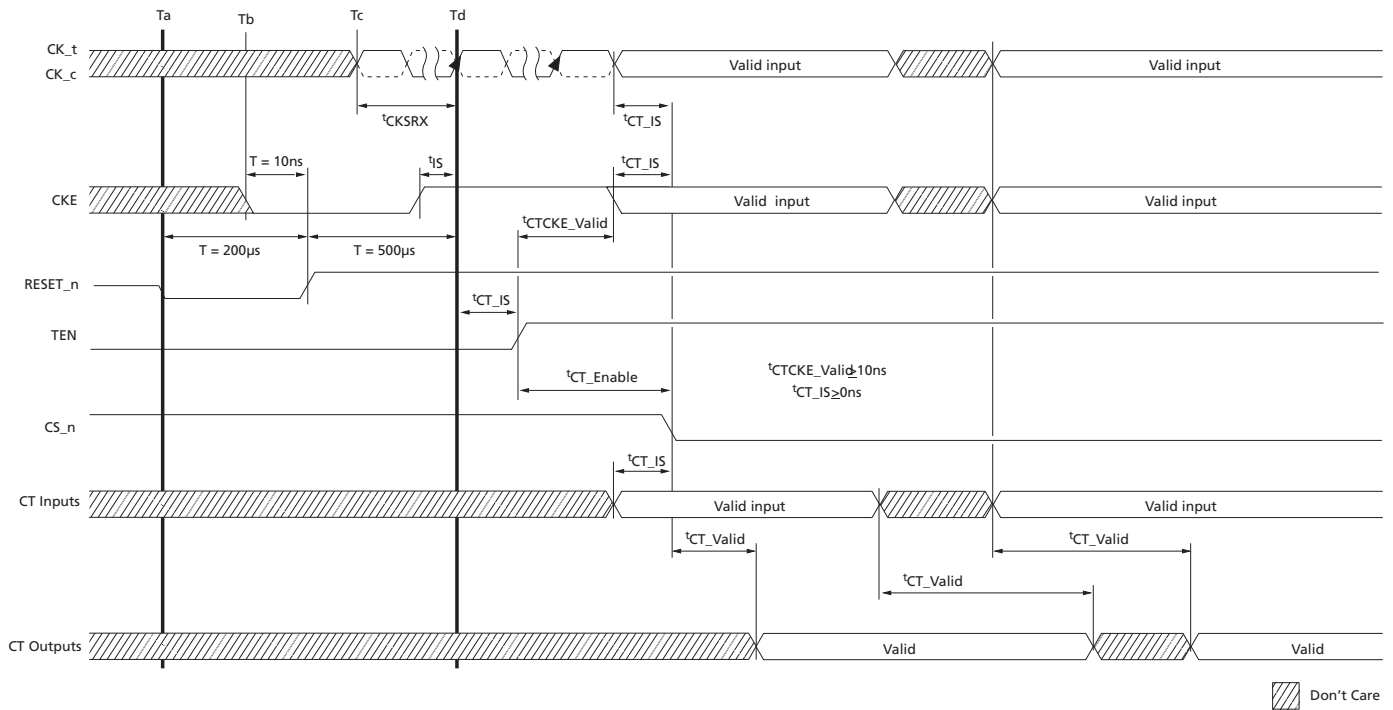 Ta Tb Tc Td
CK_t
CK_c
Valid input Valid input
tCKSRX tCT_IS
T = 10ns tIS tCT_IS
CKE Valid input Valid input
tCTCKE_Valid
T = 200µs T = 500µs
RESET_n
tCT_IS
TEN
tCT_Enable tCTCKE_Valid≥10ns
tCT_IS≥0ns
CS_n
tCT_IS
CT Inputs Valid input Valid input
tCT_Valid tCT_Valid
tCT_Valid
CT Outputs Valid Valid
Don't Care